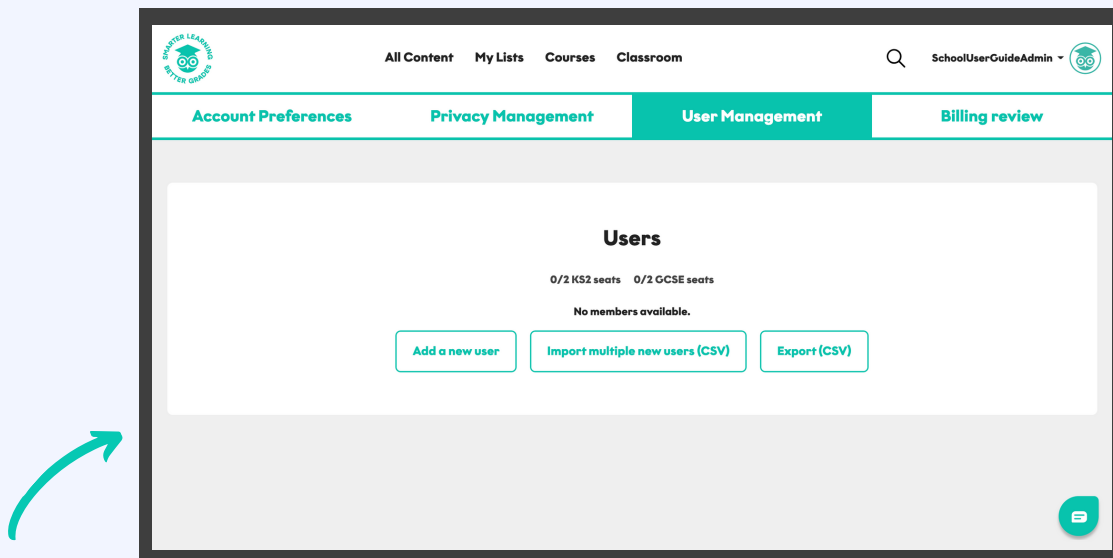 SMARTER LEARNING
BETTER GRADES
All Content My Lists Courses Classroom SchoolUserGuideAdmin
Account Preferences Privacy Management User Management Billing review
Users
0/2 KS2 seats 0/2 GCSE seats
No members available.
Add a new user Import multiple new users (CSV) Export (CSV)